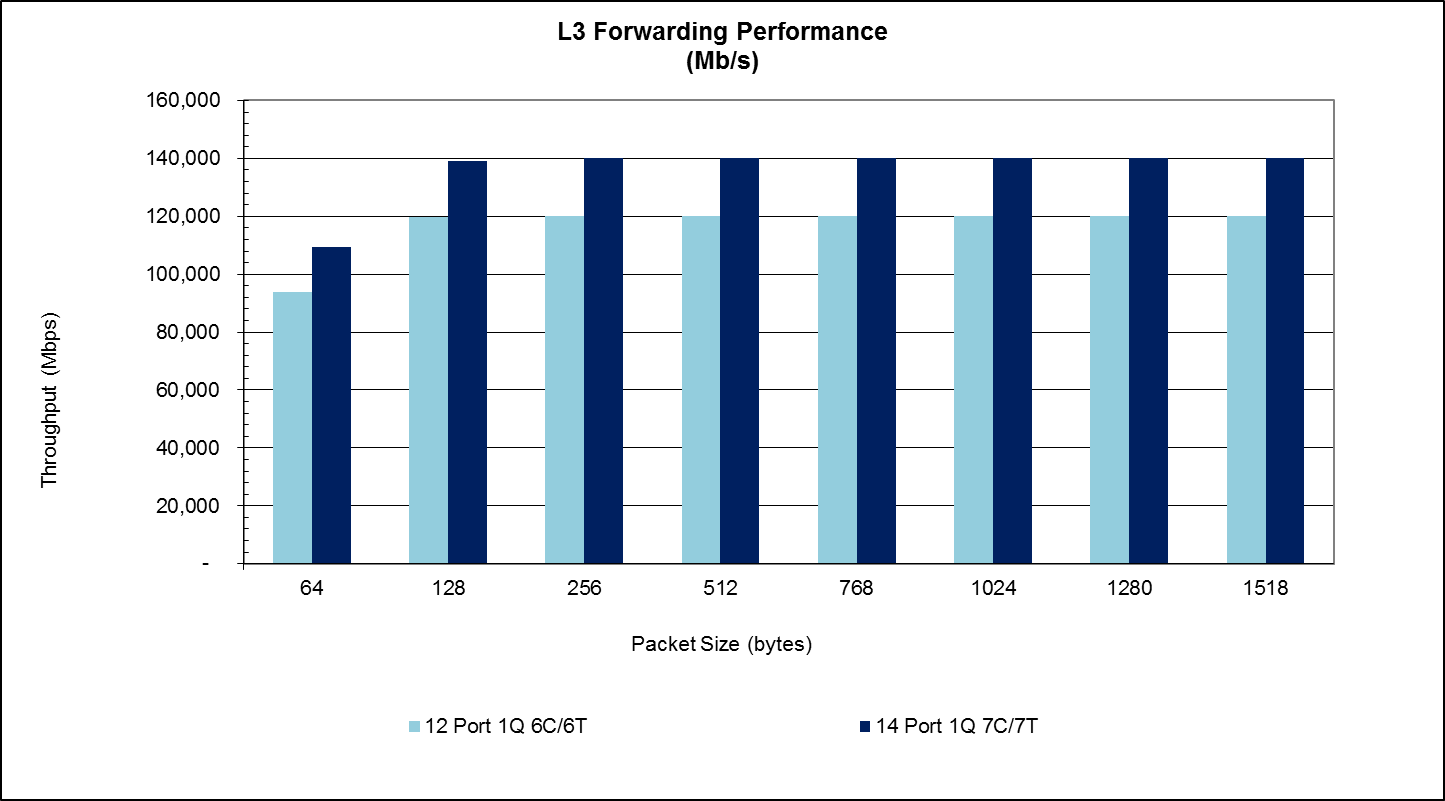 L3 Forwarding Performance
(Mb/s)
160,000
140,000
120,000
100,000
80,000
60,000
40,000
20,000
-
Throughput (Mbps)
64 128 256 512 768 1024 1280 1518
Packet Size (bytes)
12 Port 1Q 6C/6T 14 Port 1Q 7C/7T